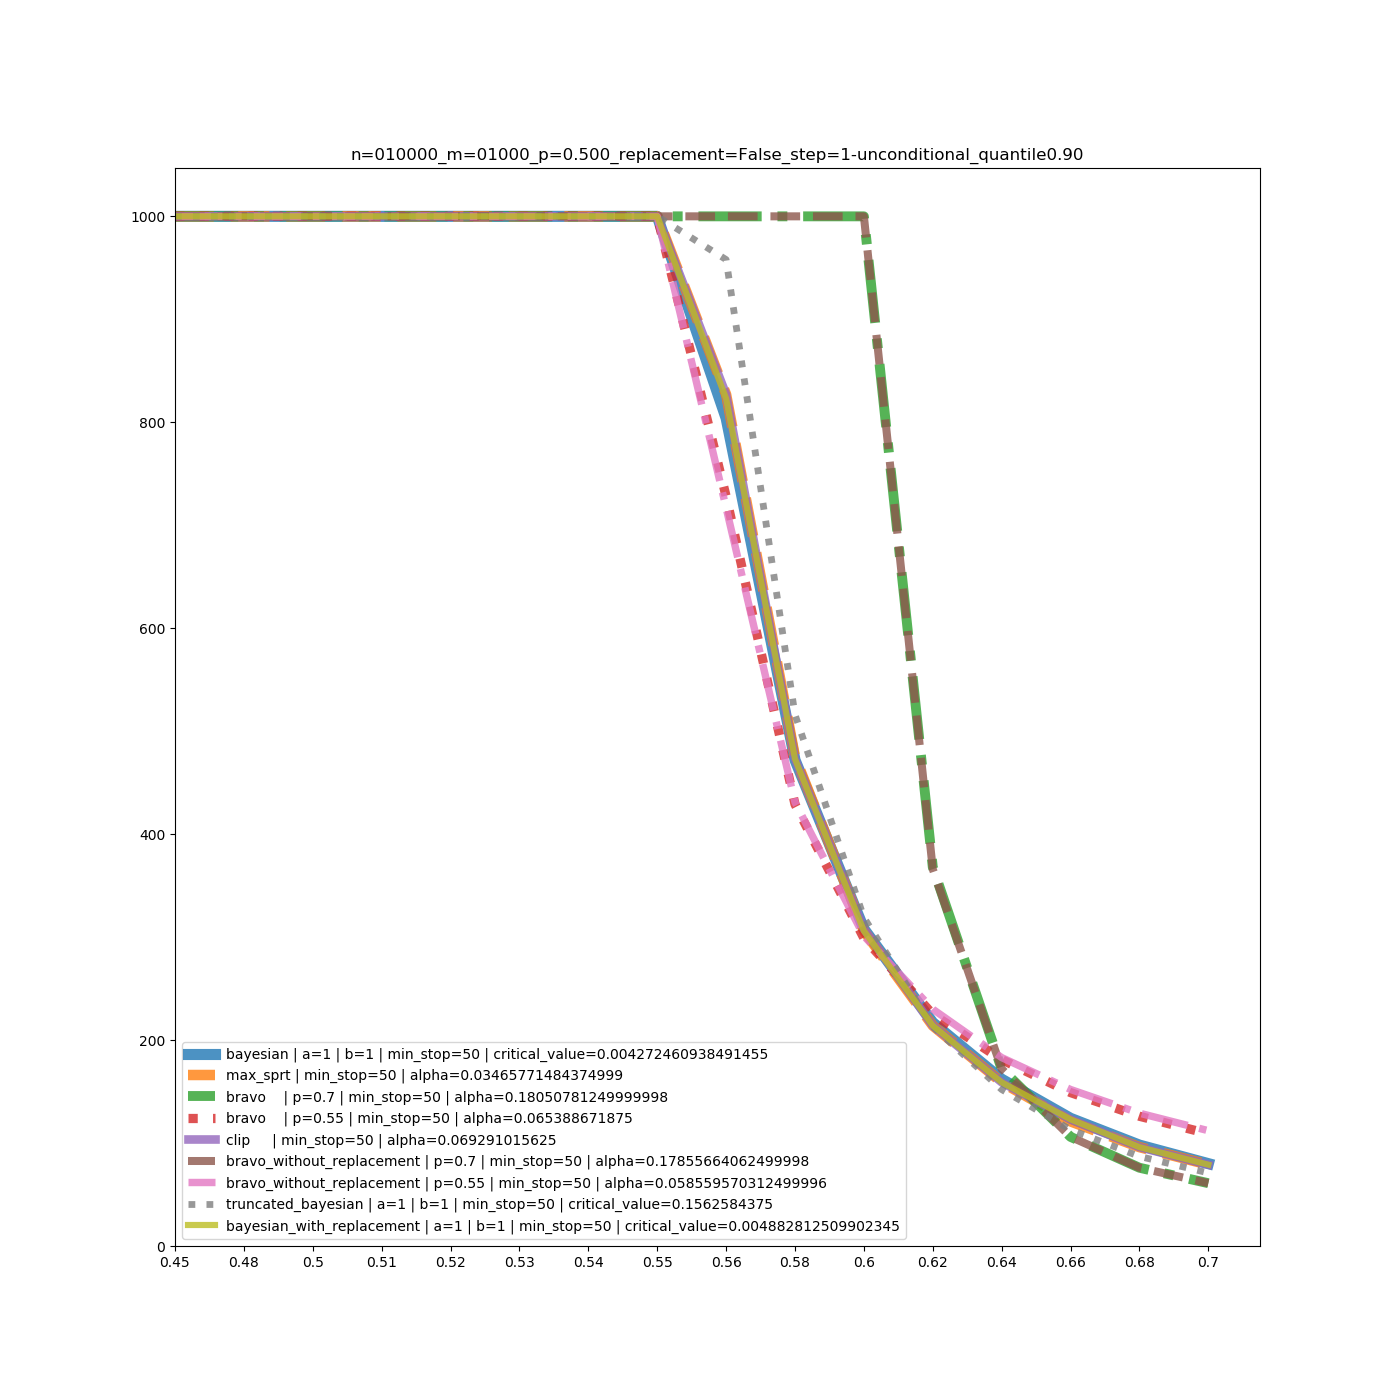 n=010000_m=01000_p=0.500_replacement=False_step=1-unconditional_quantile0.90
1000
800
600
400
200
0
bayesian | a=1 | b=1 | min_stop=50 | critical_value=0.004272460938491455
max_sprt | min_stop=50 | alpha=0.03465771484374999
bravo    | p=0.7 | min_stop=50 | alpha=0.18050781249999998
bravo    | p=0.55 | min_stop=50 | alpha=0.065388671875
clip     | min_stop=50 | alpha=0.069291015625
bravo_without_replacement | p=0.7 | min_stop=50 | alpha=0.17855664062499998
bravo_without_replacement | p=0.55 | min_stop=50 | alpha=0.058559570312499996
truncated_bayesian | a=1 | b=1 | min_stop=50 | critical_value=0.1562584375
bayesian_with_replacement | a=1 | b=1 | min_stop=50 | critical_value=0.004882812509902345
0.45 0.48 0.5 0.51 0.52 0.53 0.54 0.55 0.56 0.58 0.6 0.62 0.64 0.66 0.68 0.7